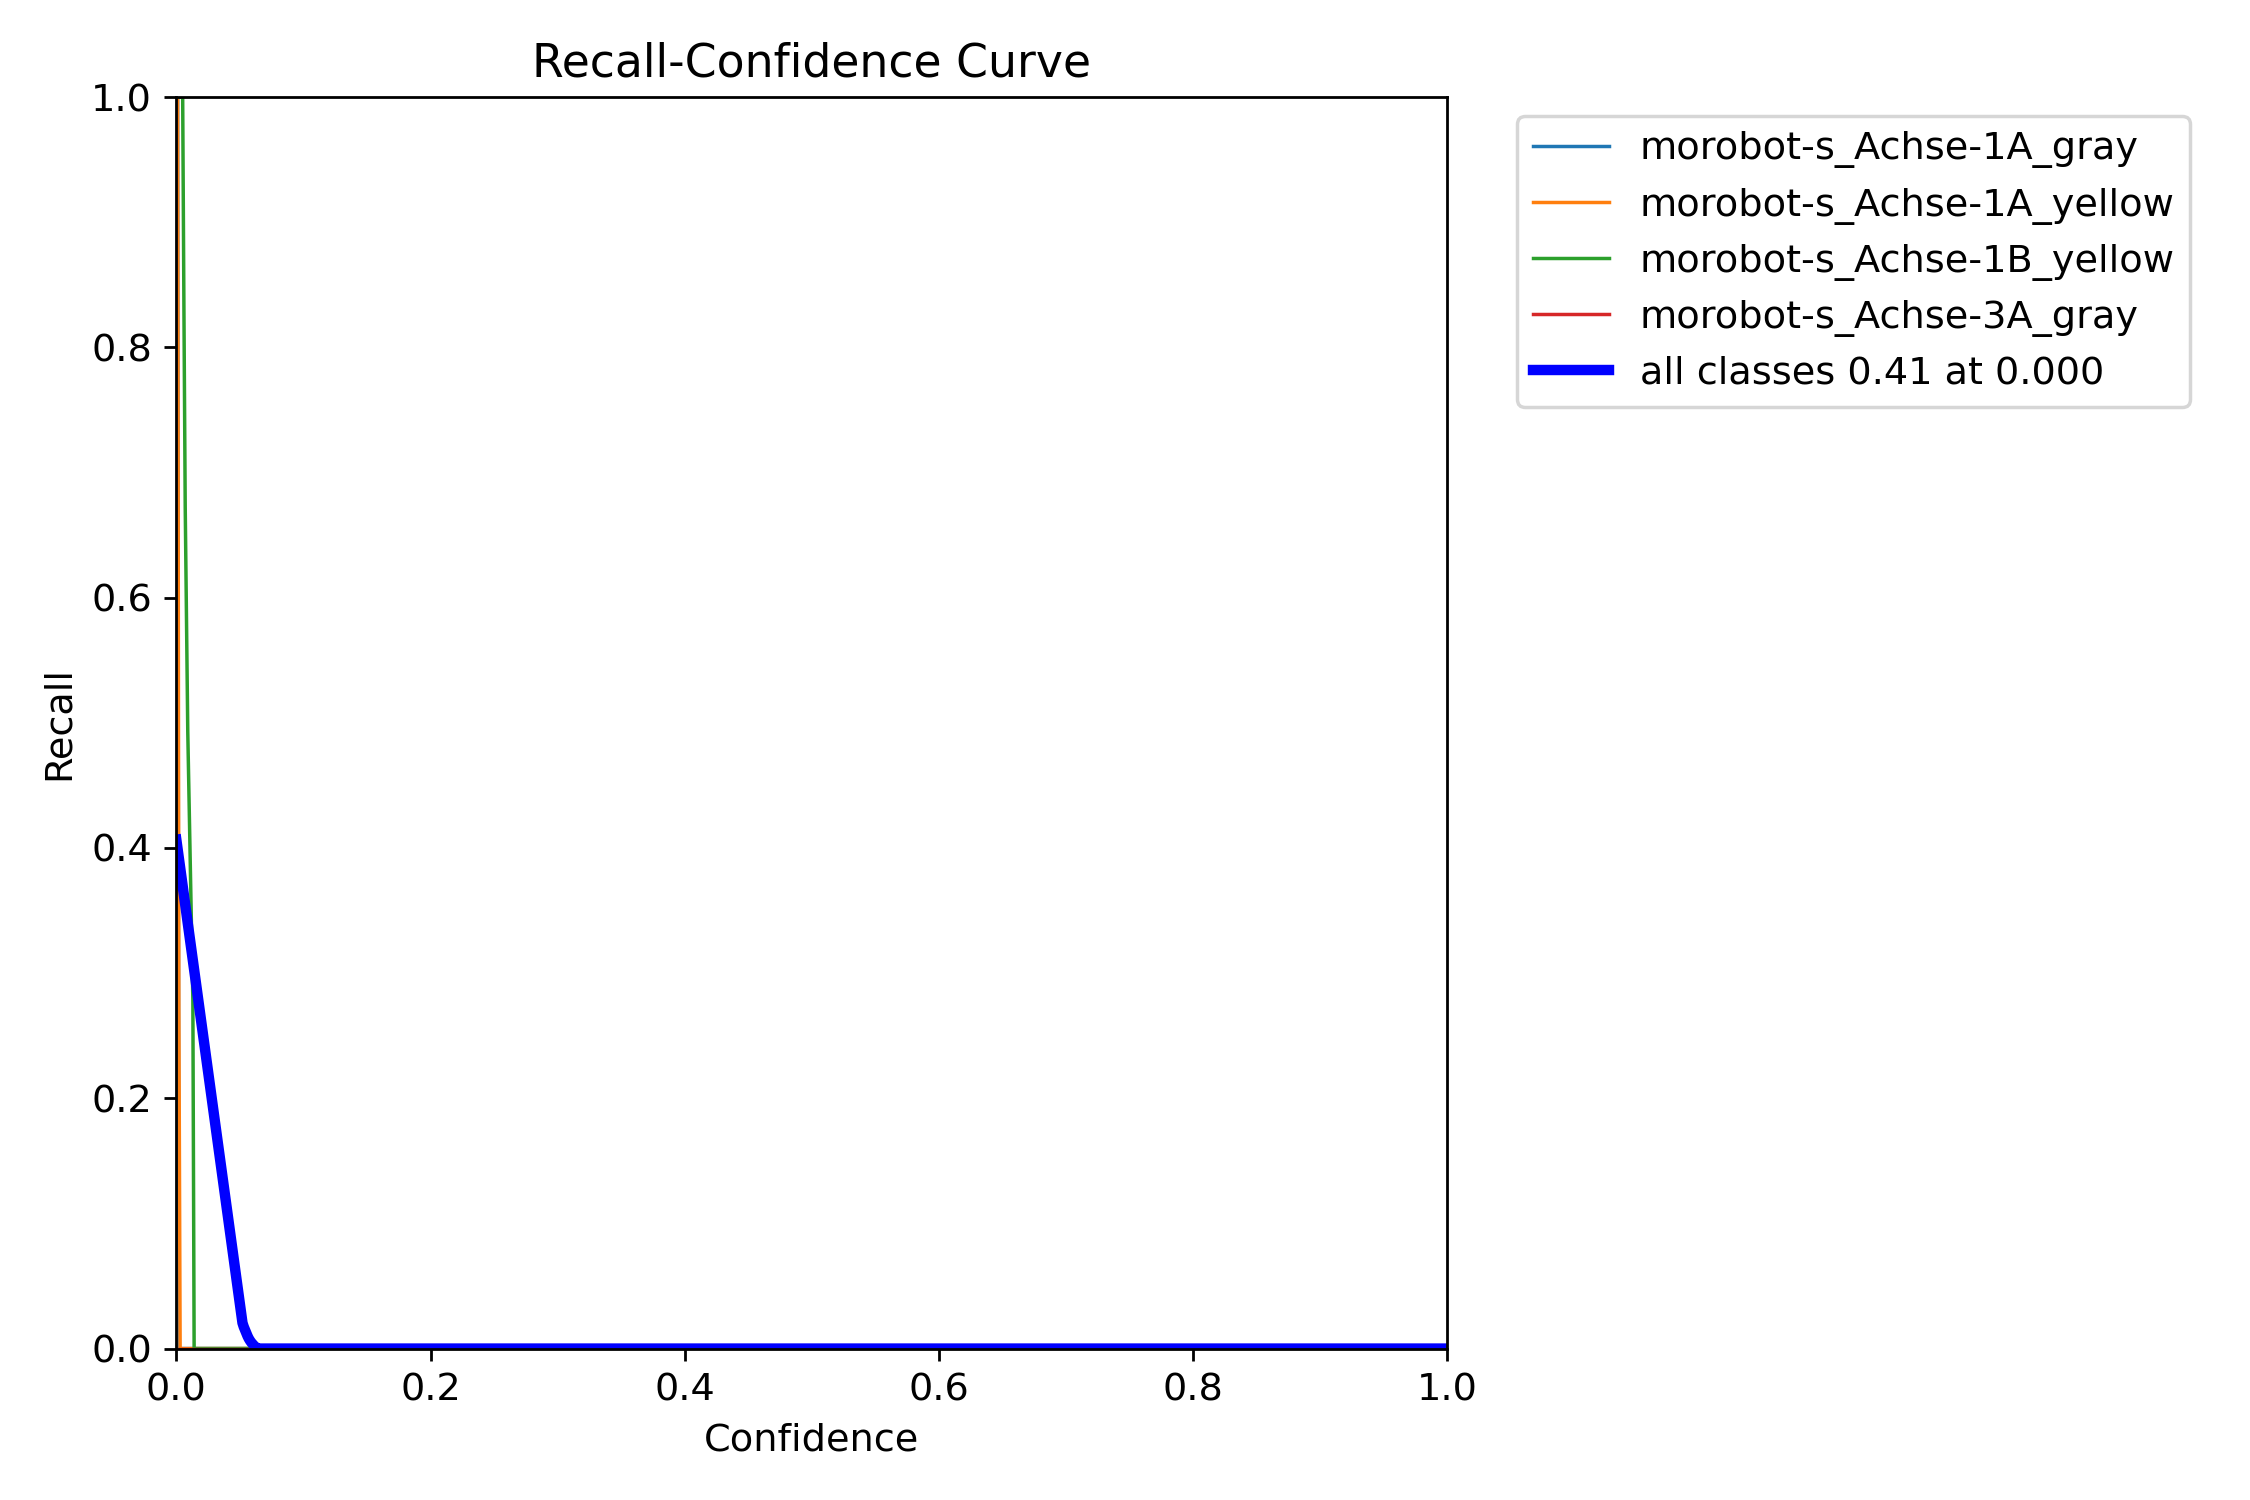 Recall-Confidence Curve
1.0
0.8
0.6
0.4
0.2
0.0
Recall
0.0 0.2 0.4 0.6 0.8 1.0
Confidence
morobot-s_Achse-1A_gray
morobot-s_Achse-1A_yellow
morobot-s_Achse-1B_yellow
morobot-s_Achse-3A_gray
all classes 0.41 at 0.000